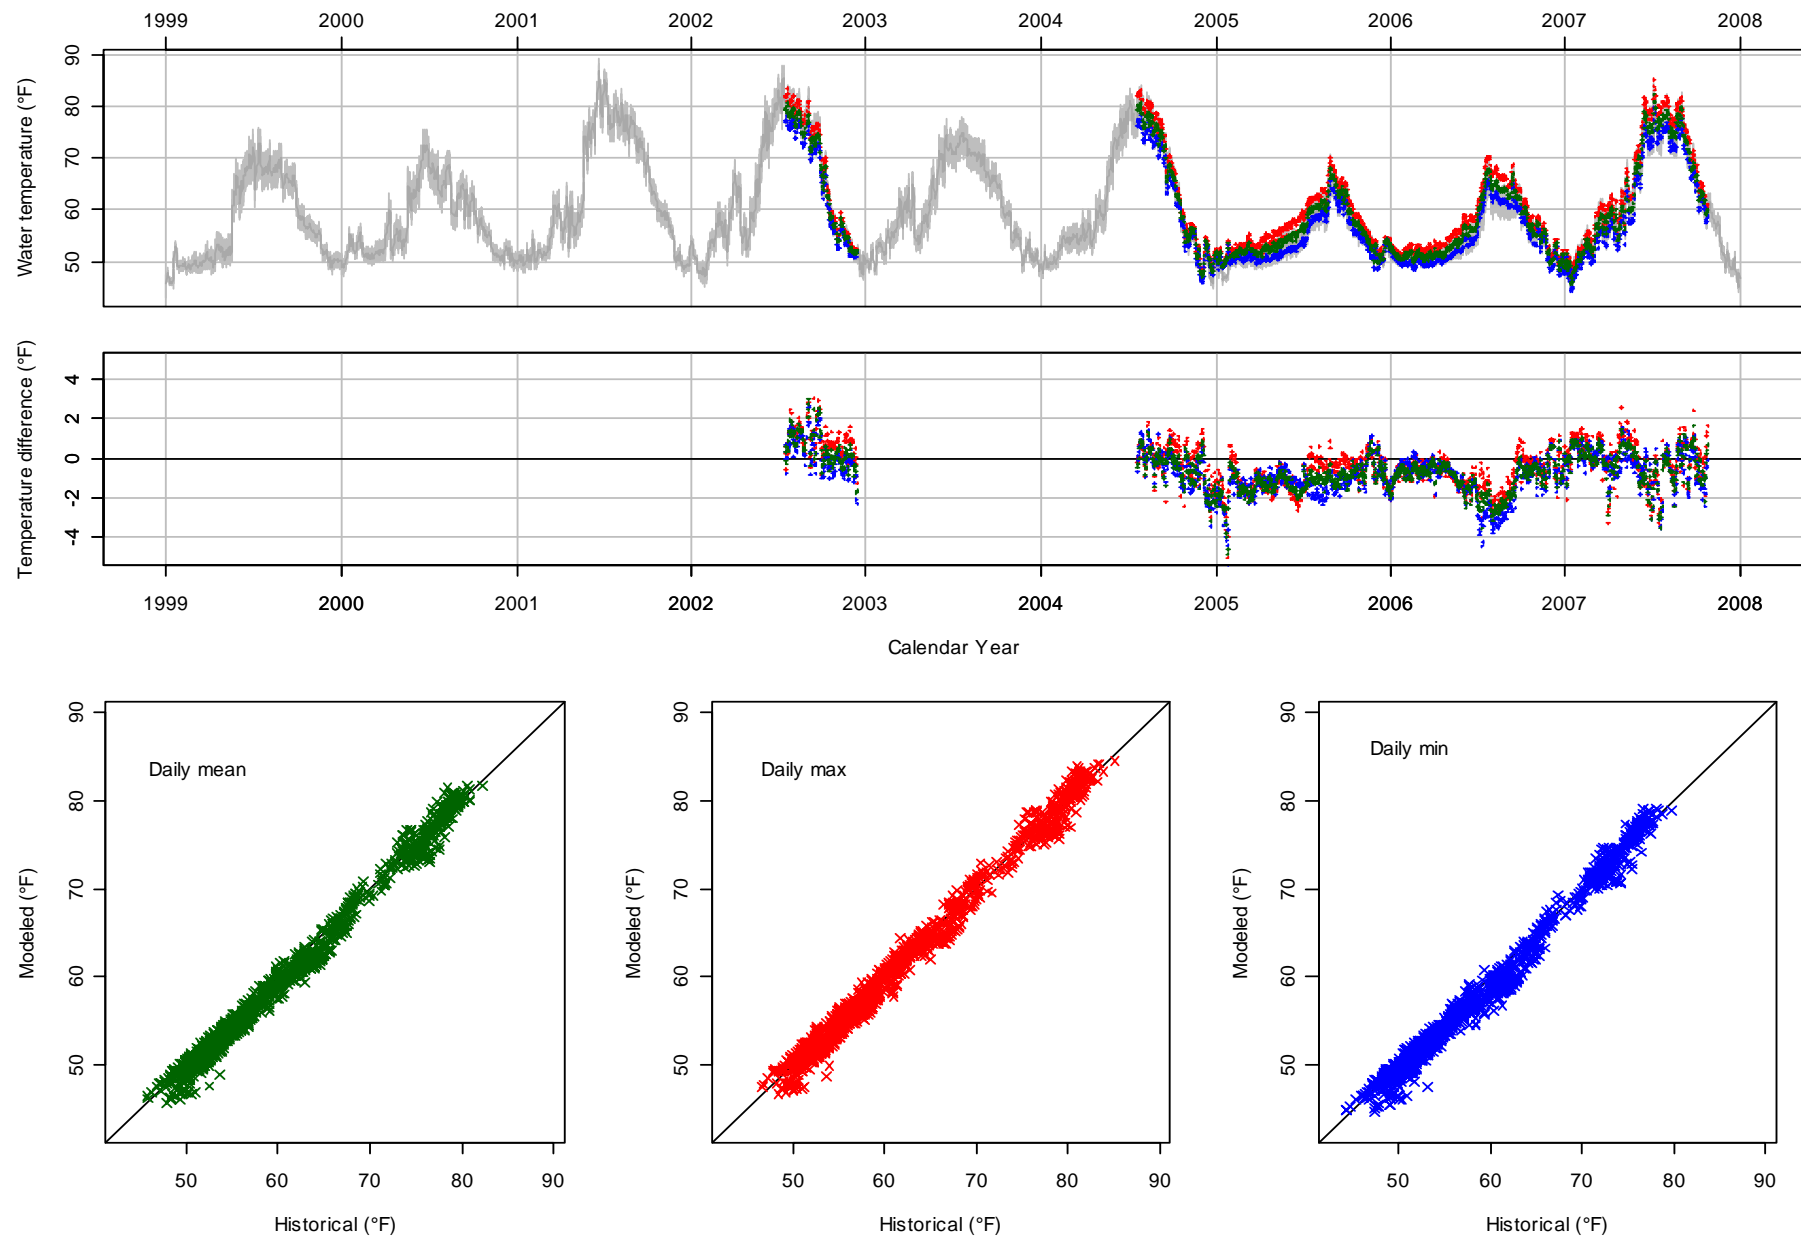 1999 2000 2001 2002 2003 2004 2005 2006 2007 2008
Water temperature (°F)
90
80
70
60
50
Temperature difference (°F)
4
2
0
-2
-4
1999 2000 2001 2002 2003 2004 2005 2006 2007 2008
Calendar Year
Daily mean
Modeled (°F)
90
80
70
60
50
50 60 70 80 90
Historical (°F)
Daily max
Modeled (°F)
90
80
70
60
50
50 60 70 80 90
Historical (°F)
Daily min
Modeled (°F)
90
80
70
60
50
50 60 70 80 90
Historical (°F)